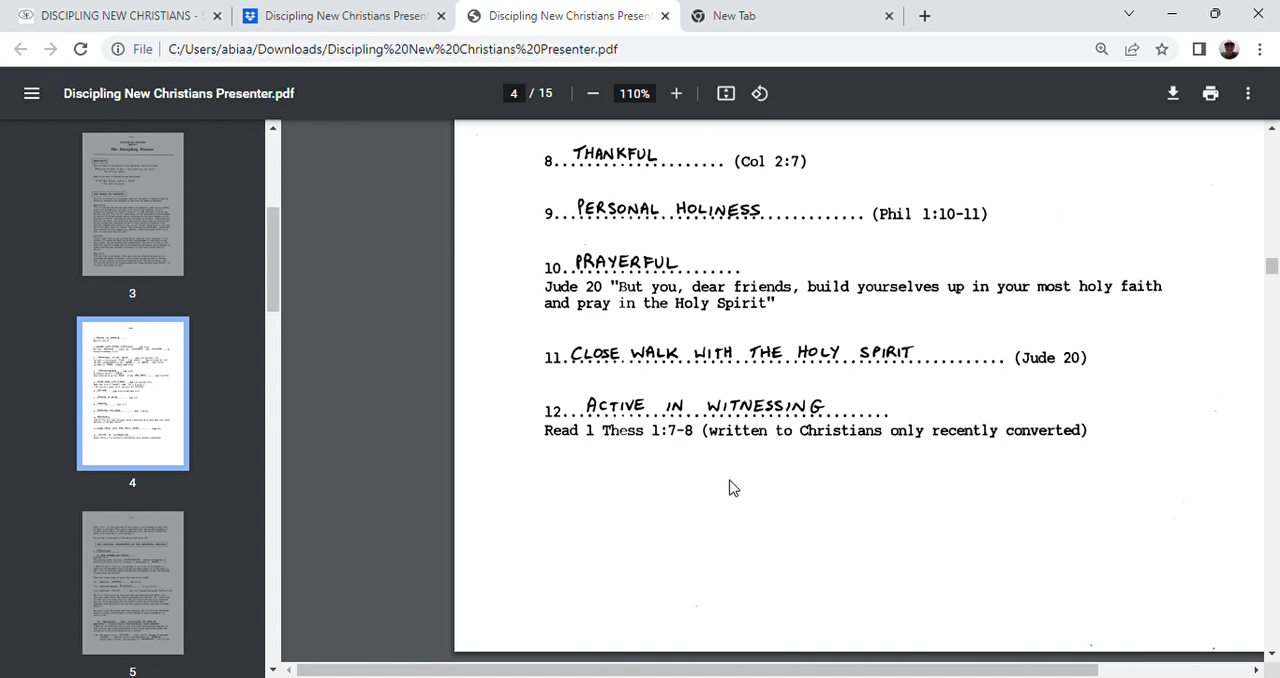 DISCIPLING NEW CHRISTIANS - S
Discipling New Christians Present
Discipling New Christians Present
New Tab
File
C:/Users/abiaa/Downloads/Discipling%20New%20Christians%20Presenter.pdf
Discipling New Christians Presenter.pdf
4 / 15
110%
8...THANKFUL........ (Col 2:7)
9...PERSONAL HOLINESS............. (Phil 1:10-11)
10..PRAYERFUL........
Jude 20 "But you, dear friends, build yourselves up in your most holy faith
and pray in the Holy Spirit"
11.CLOSE WALK WITH THE HOLY SPIRIT........... (Jude 20)
12...ACTIVE IN WITNESSING........
Read 1 Thess 1:7-8 (written to Christians only recently converted)
3
4
5